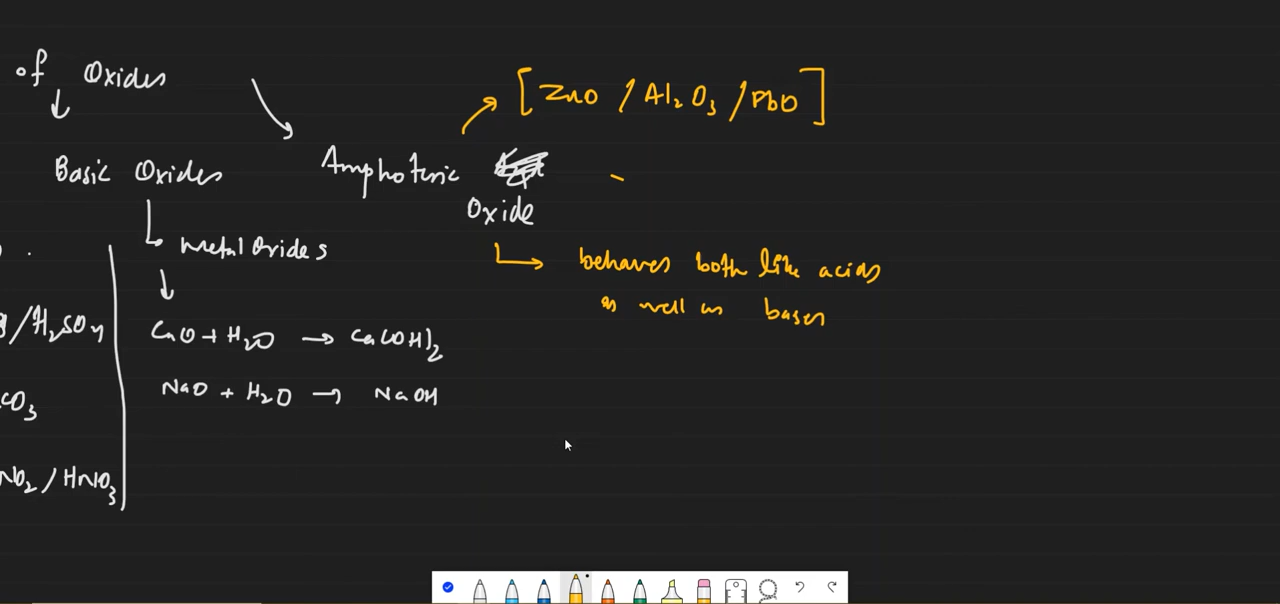 of Oxides
[ZnO / Al2O3 / PbO]
Basic Oxides
Amphoteric
Oxide
Metal Oxides
behaves both like acids
as well as bases
/H2SO4
CaO + H2O → Ca(OH)2
NaO + H2O → NaOH
CO3
NO2 / HNO3